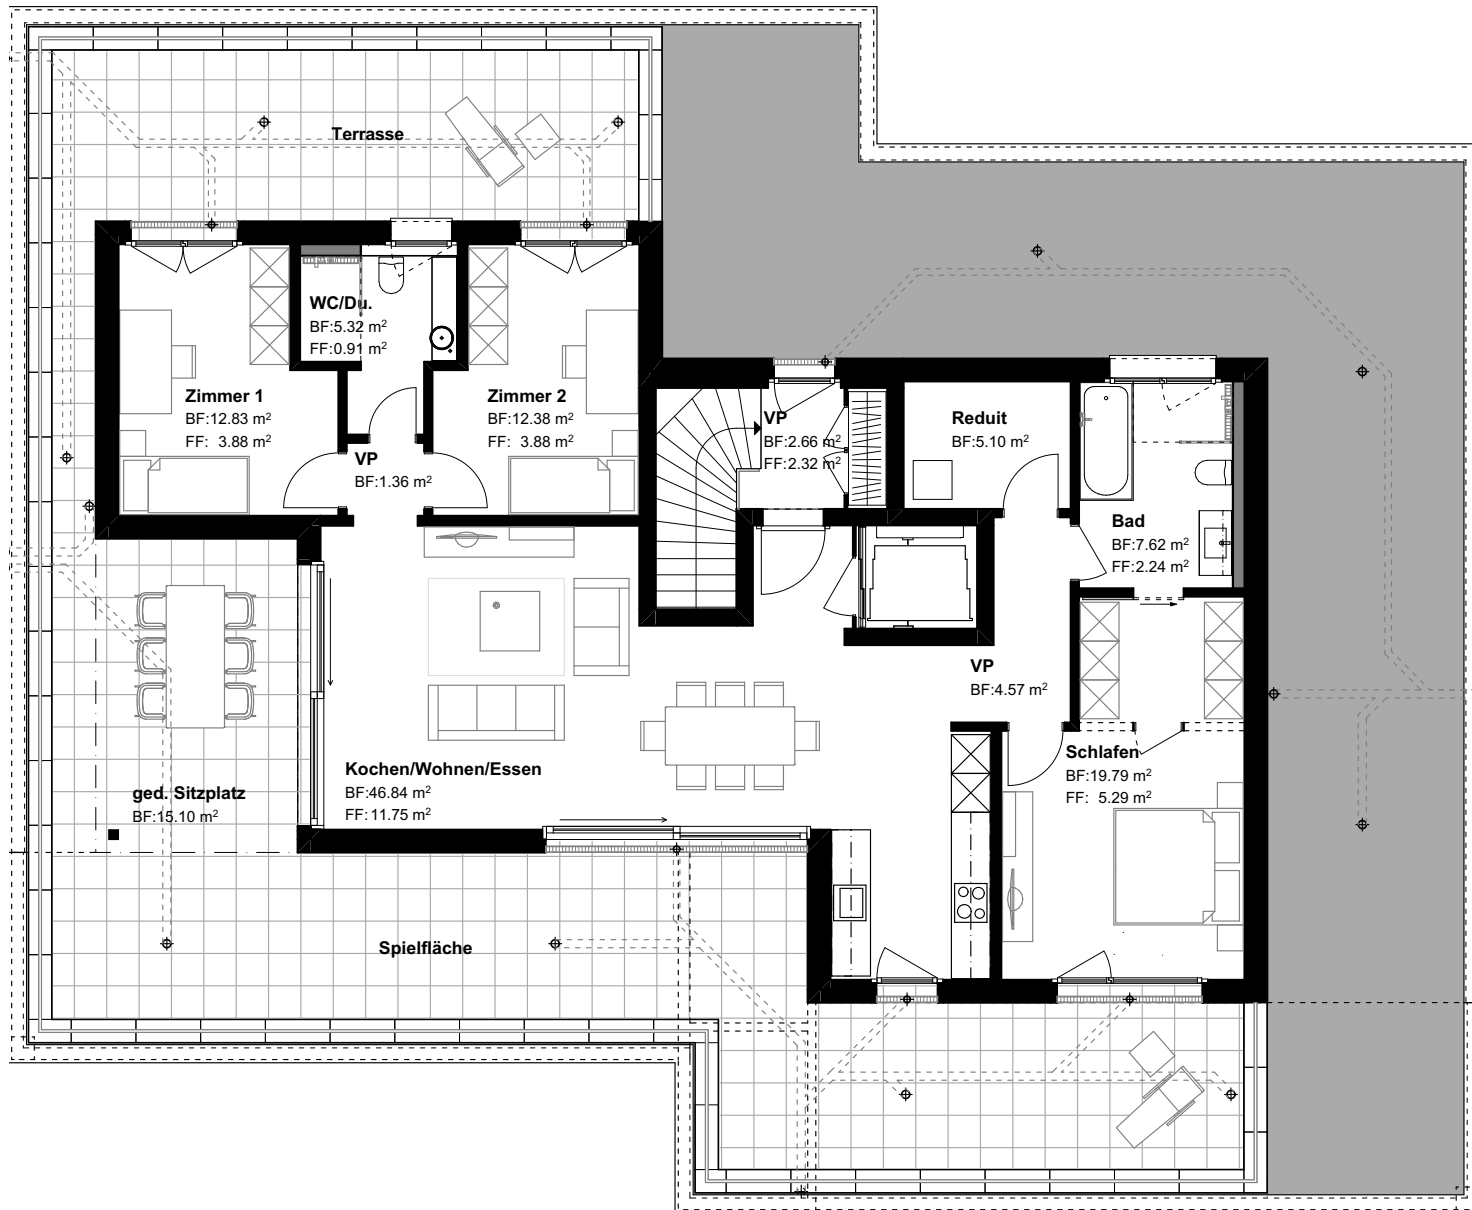 Terrasse
WC/Du.
BF:5.32 m²
FF:0.91 m²
Zimmer 1
BF:12.83 m²
FF: 3.88 m²
Zimmer 2
BF:12.38 m²
FF: 3.88 m²
VP
BF:1.36 m²
VP
BF:2.66 m²
FF:2.32 m²
Reduit
BF:5.10 m²
Bad
BF:7.62 m²
FF:2.24 m²
VP
BF:4.57 m²
Schlafen
BF:19.79 m²
FF: 5.29 m²
Kochen/Wohnen/Essen
BF:46.84 m²
FF:11.75 m²
ged. Sitzplatz
BF:15.10 m²
Spielfläche